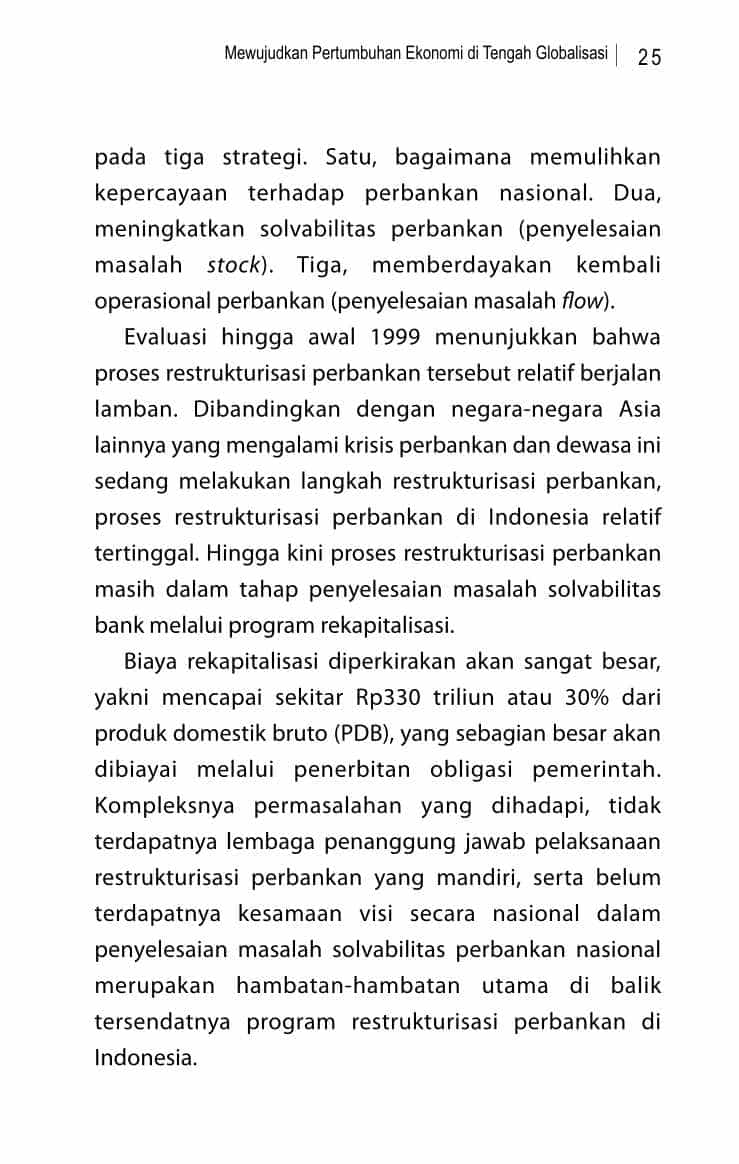 Mewujudkan Pertumbuhan Ekonomi di Tengah Globalisasi | 25
pada tiga strategi. Satu, bagaimana memulihkan
kepercayaan terhadap perbankan nasional. Dua,
meningkatkan solvabilitas perbankan (penyelesaian
masalah stock). Tiga, memberdayakan kembali
operasional perbankan (penyelesaian masalah flow).
Evaluasi hingga awal 1999 menunjukkan bahwa
proses restrukturisasi perbankan tersebut relatif berjalan
lamban. Dibandingkan dengan negara-negara Asia
lainnya yang mengalami krisis perbankan dan dewasa ini
sedang melakukan langkah restrukturisasi perbankan,
proses restrukturisasi perbankan di Indonesia relatif
tertinggal. Hingga kini proses restrukturisasi perbankan
masih dalam tahap penyelesaian masalah solvabilitas
bank melalui program rekapitalisasi.
Biaya rekapitalisasi diperkirakan akan sangat besar,
yakni mencapai sekitar Rp330 triliun atau 30% dari
produk domestik bruto (PDB), yang sebagian besar akan
dibiayai melalui penerbitan obligasi pemerintah.
Kompleksnya permasalahan yang dihadapi, tidak
terdapatnya lembaga penanggung jawab pelaksanaan
restrukturisasi perbankan yang mandiri, serta belum
terdapatnya kesamaan visi secara nasional dalam
penyelesaian masalah solvabilitas perbankan nasional
merupakan hambatan-hambatan utama di balik
tersendatnya program restrukturisasi perbankan di
Indonesia.